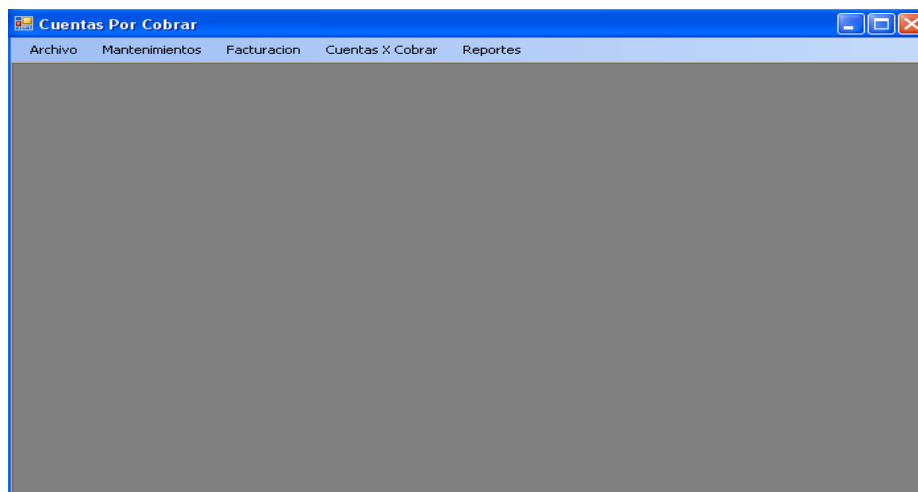 Cuentas Por Cobrar
Archivo Mantenimientos Facturacion Cuentas X Cobrar Reportes